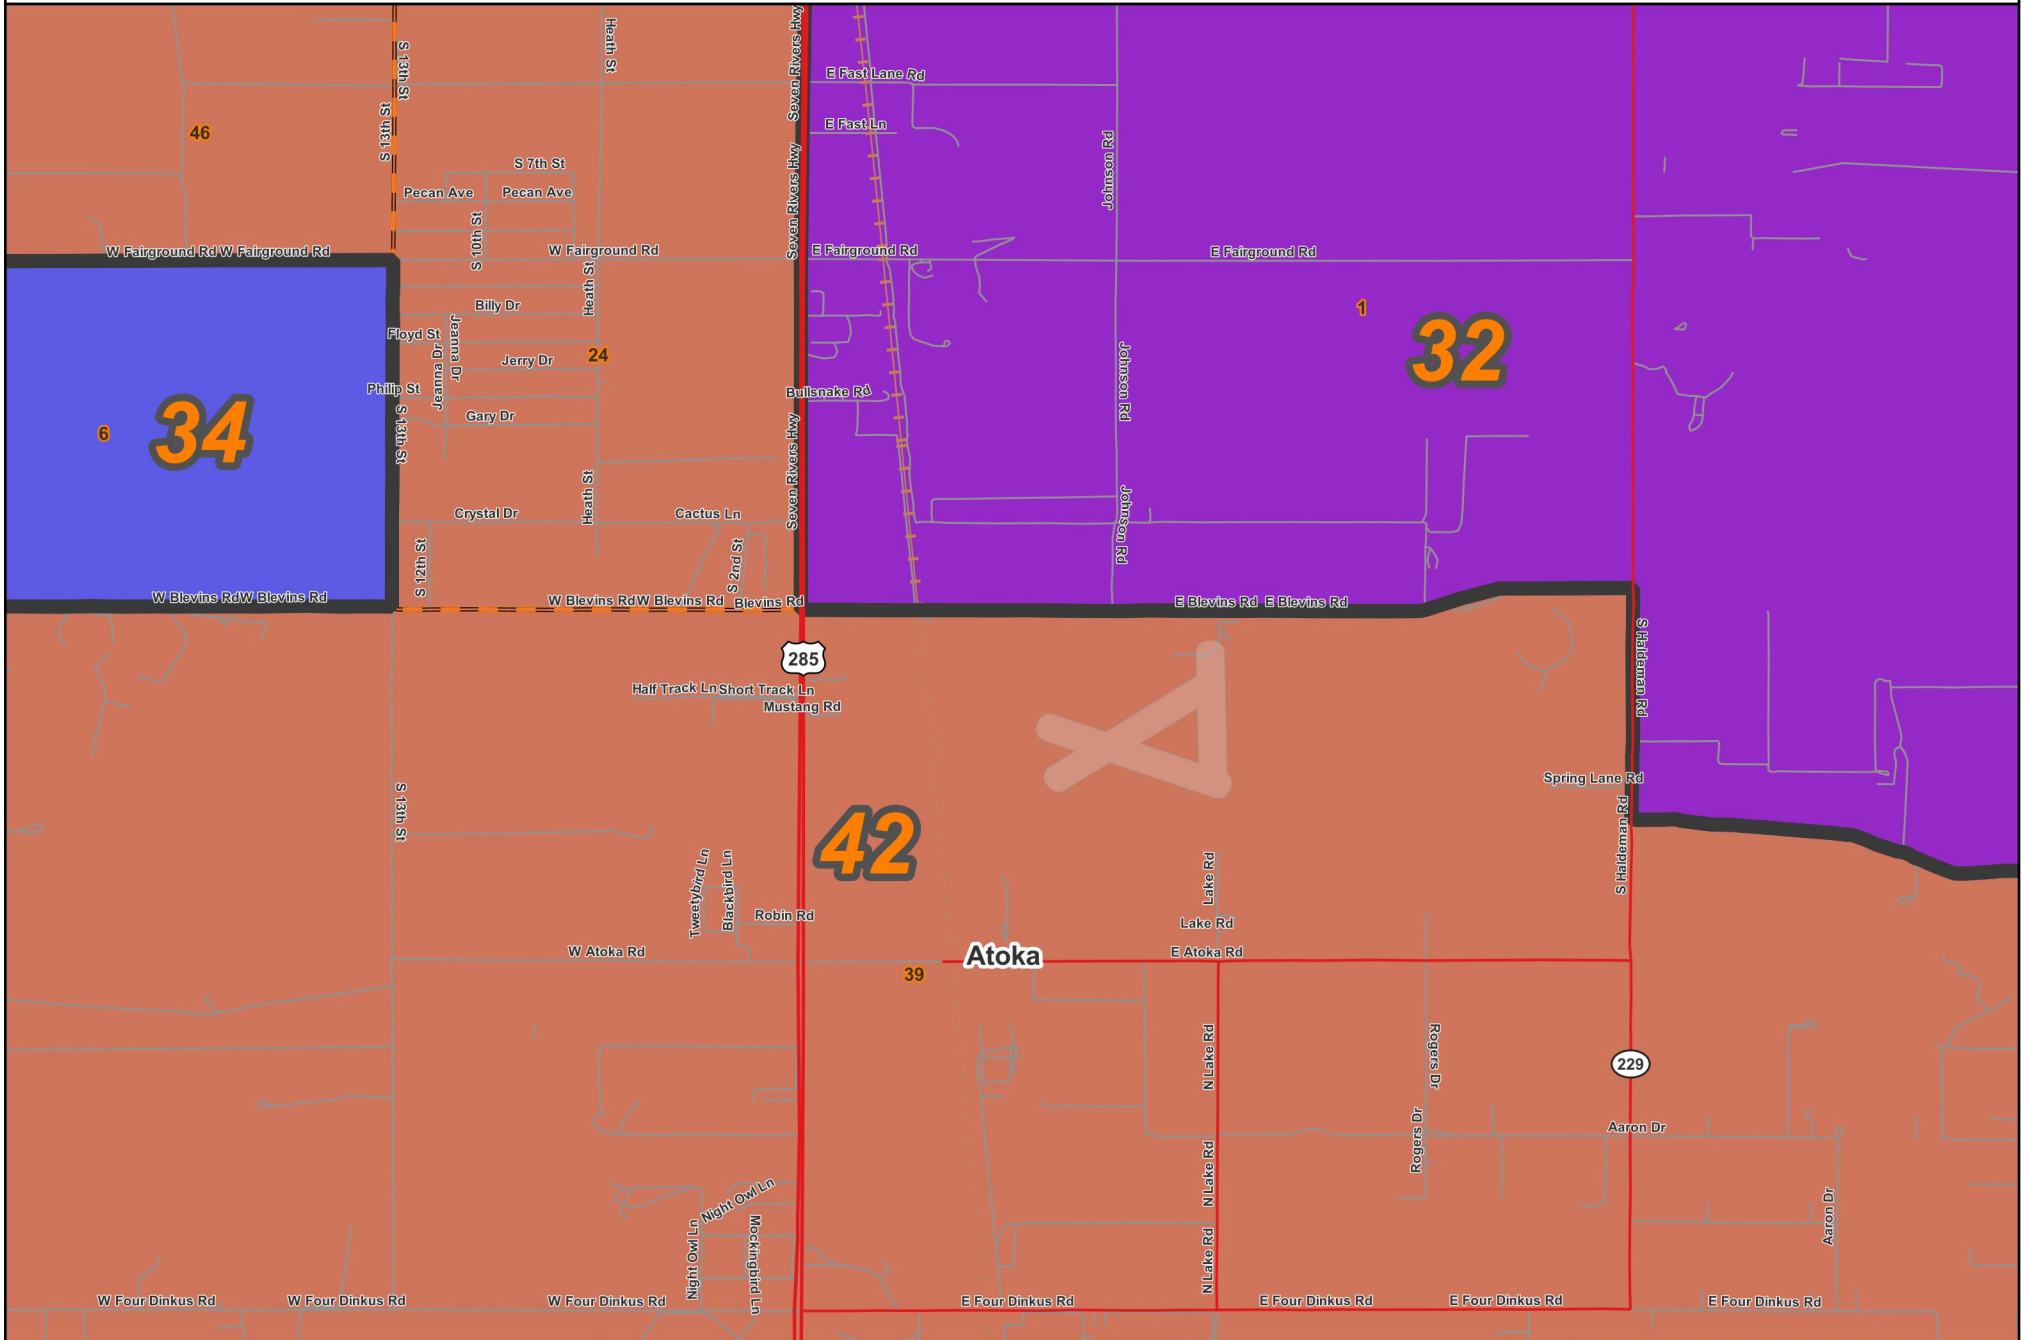 S 13th St
Heath St
Seven Rivers Hwy
E Fast Lane Rd
46
S 13th St
E Fast Ln
Johnson Rd
S 7th St
Seven Rivers Hwy
Pecan Ave
Pecan Ave
S 10th St
W Fairground Rd W Fairground Rd
W Fairground Rd
E Fairground Rd
E Fairground Rd
Heath St
Billy Dr
1
32
Floyd St
Jeanna Dr
Jeanna Dr
Jerry Dr
24
Johnson Rd
Philip St
Bullsnake Rd
6
34
S 13th St
Gary Dr
Heath St
Seven Rivers Hwy
Johnson Rd
Crystal Dr
Cactus Ln
S 12th St
S 2nd St
W Blevins RdW Blevins Rd
W Blevins RdW Blevins Rd
Blevins Rd
E Blevins Rd E Blevins Rd
285
S Haldeman Rd
Half Track Ln Short Track Ln
Mustang Rd
Spring Lane Rd
S 13th St
42
S Haldeman Rd
Tweetybird Ln
Blackbird Ln
Lake Rd
Robin Rd
Lake Rd
W Atoka Rd
Atoka
E Atoka Rd
39
N Lake Rd
Rogers Dr
229
Rogers Dr
Aaron Dr
N Lake Rd
Night Owl Ln
Aaron Dr
Night Owl Ln
Mockingbird Ln
N Lake Rd
W Four Dinkus Rd
W Four Dinkus Rd
W Four Dinkus Rd
E Four Dinkus Rd
E Four Dinkus Rd
E Four Dinkus Rd
E Four Dinkus Rd